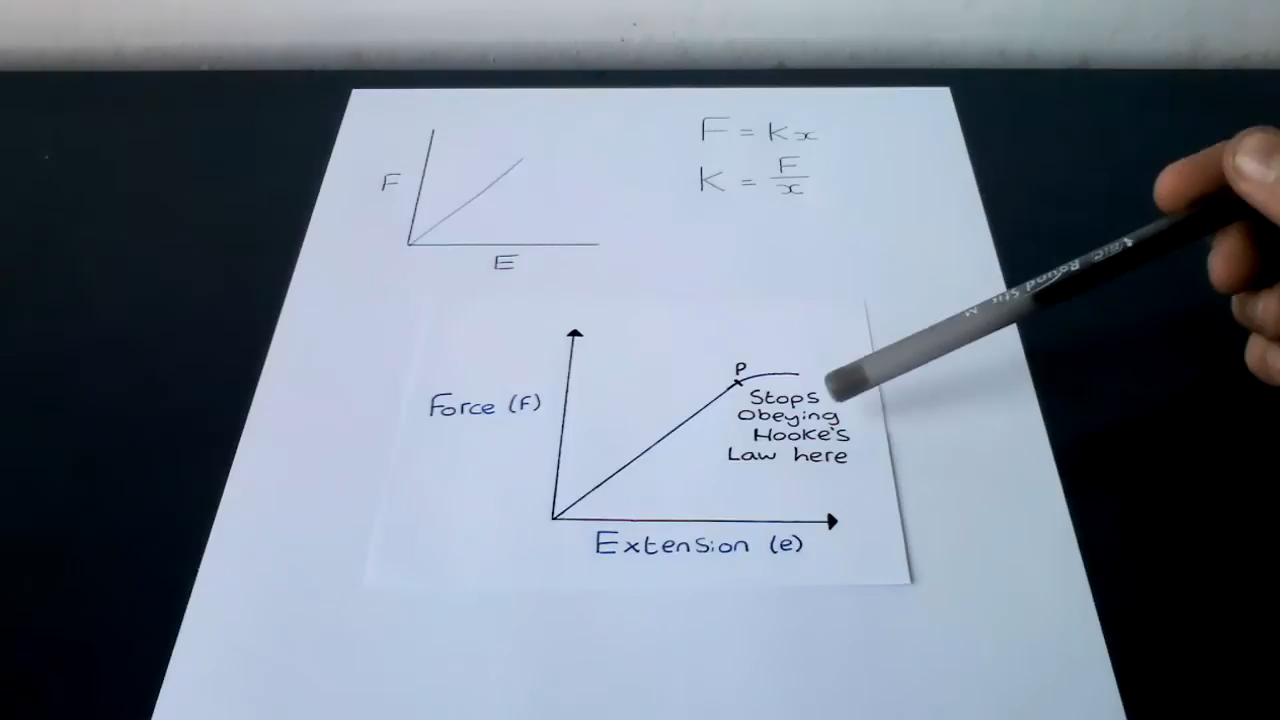 F = Kx
K = F/x
F
E
Force (F)
P
Stops
Obeying
Hooke's
Law here
Extension (e)
BIC Round Stic M